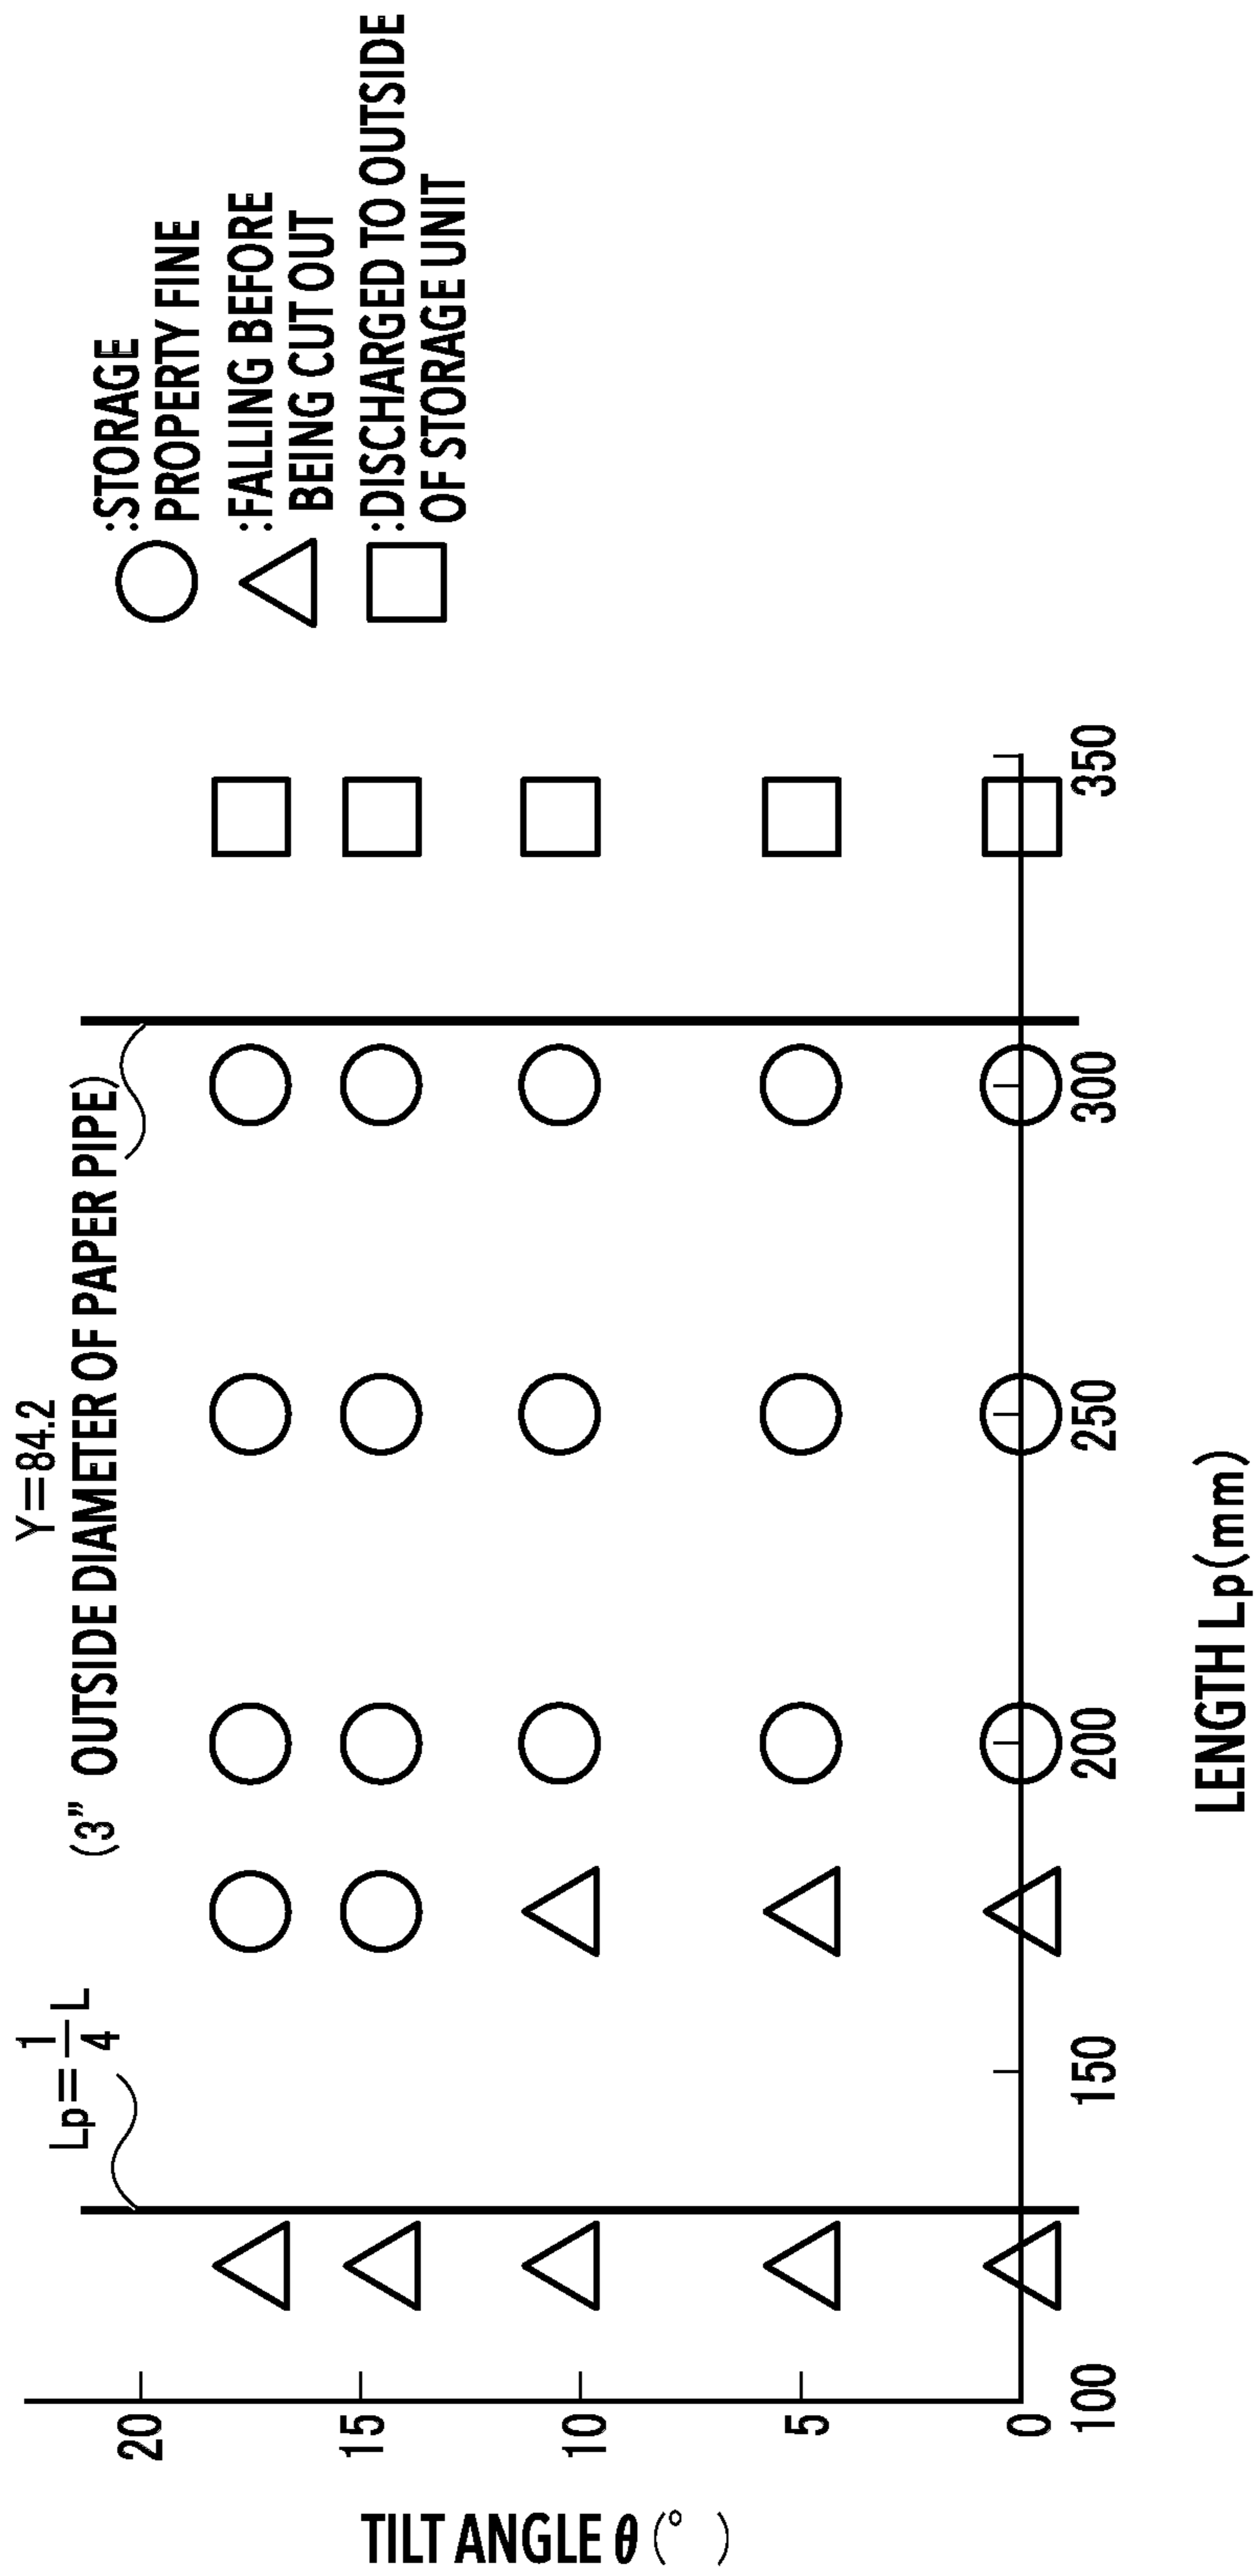 Y=84.2
(3" OUTSIDE DIAMETER OF PAPER PIPE)
Lp=1/4 L
:STORAGE
PROPERTY FINE
:FALLING BEFORE
BEING CUT OUT
:DISCHARGED TO OUTSIDE
OF STORAGE UNIT
TILT ANGLE θ (° )
20
15
10
5
0
100
150
200
250
300
350
LENGTH Lp(mm)